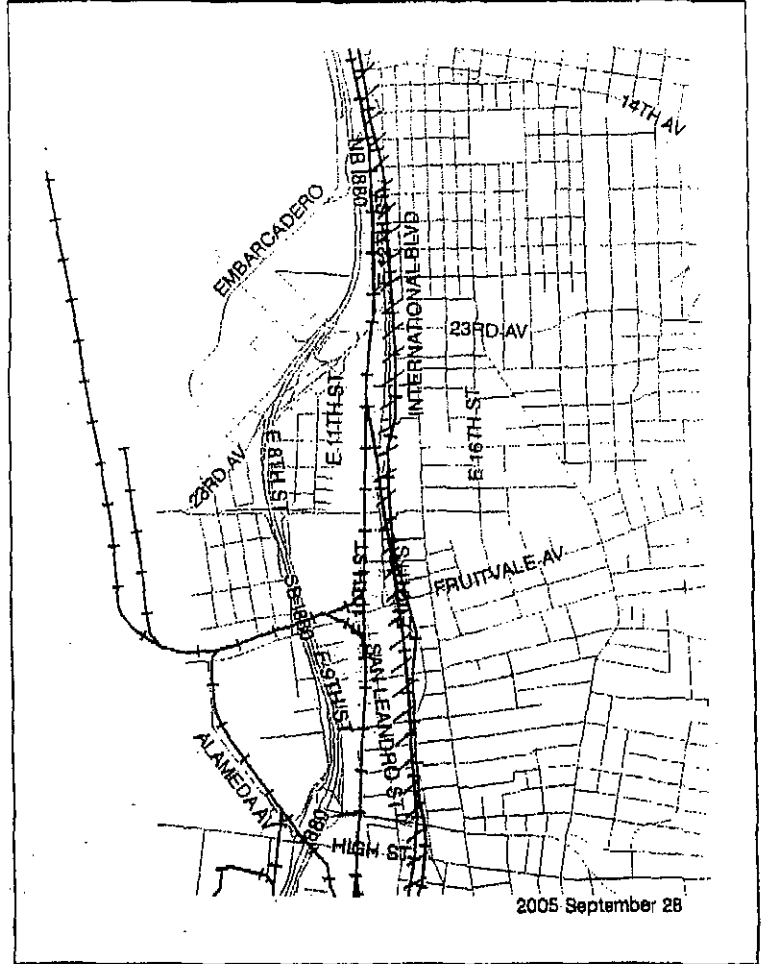 14TH AV
NB I880
EMBARCADERO
INTERNATIONAL BLVD
23RD AV
E 11TH ST
E 16TH ST
E 8TH ST
23RD AV
FRUITVALE AV
SB I880
E 9TH ST
SAN LEANDRO ST
ALAMEDA AV
I880
HIGH ST
2005 September 28